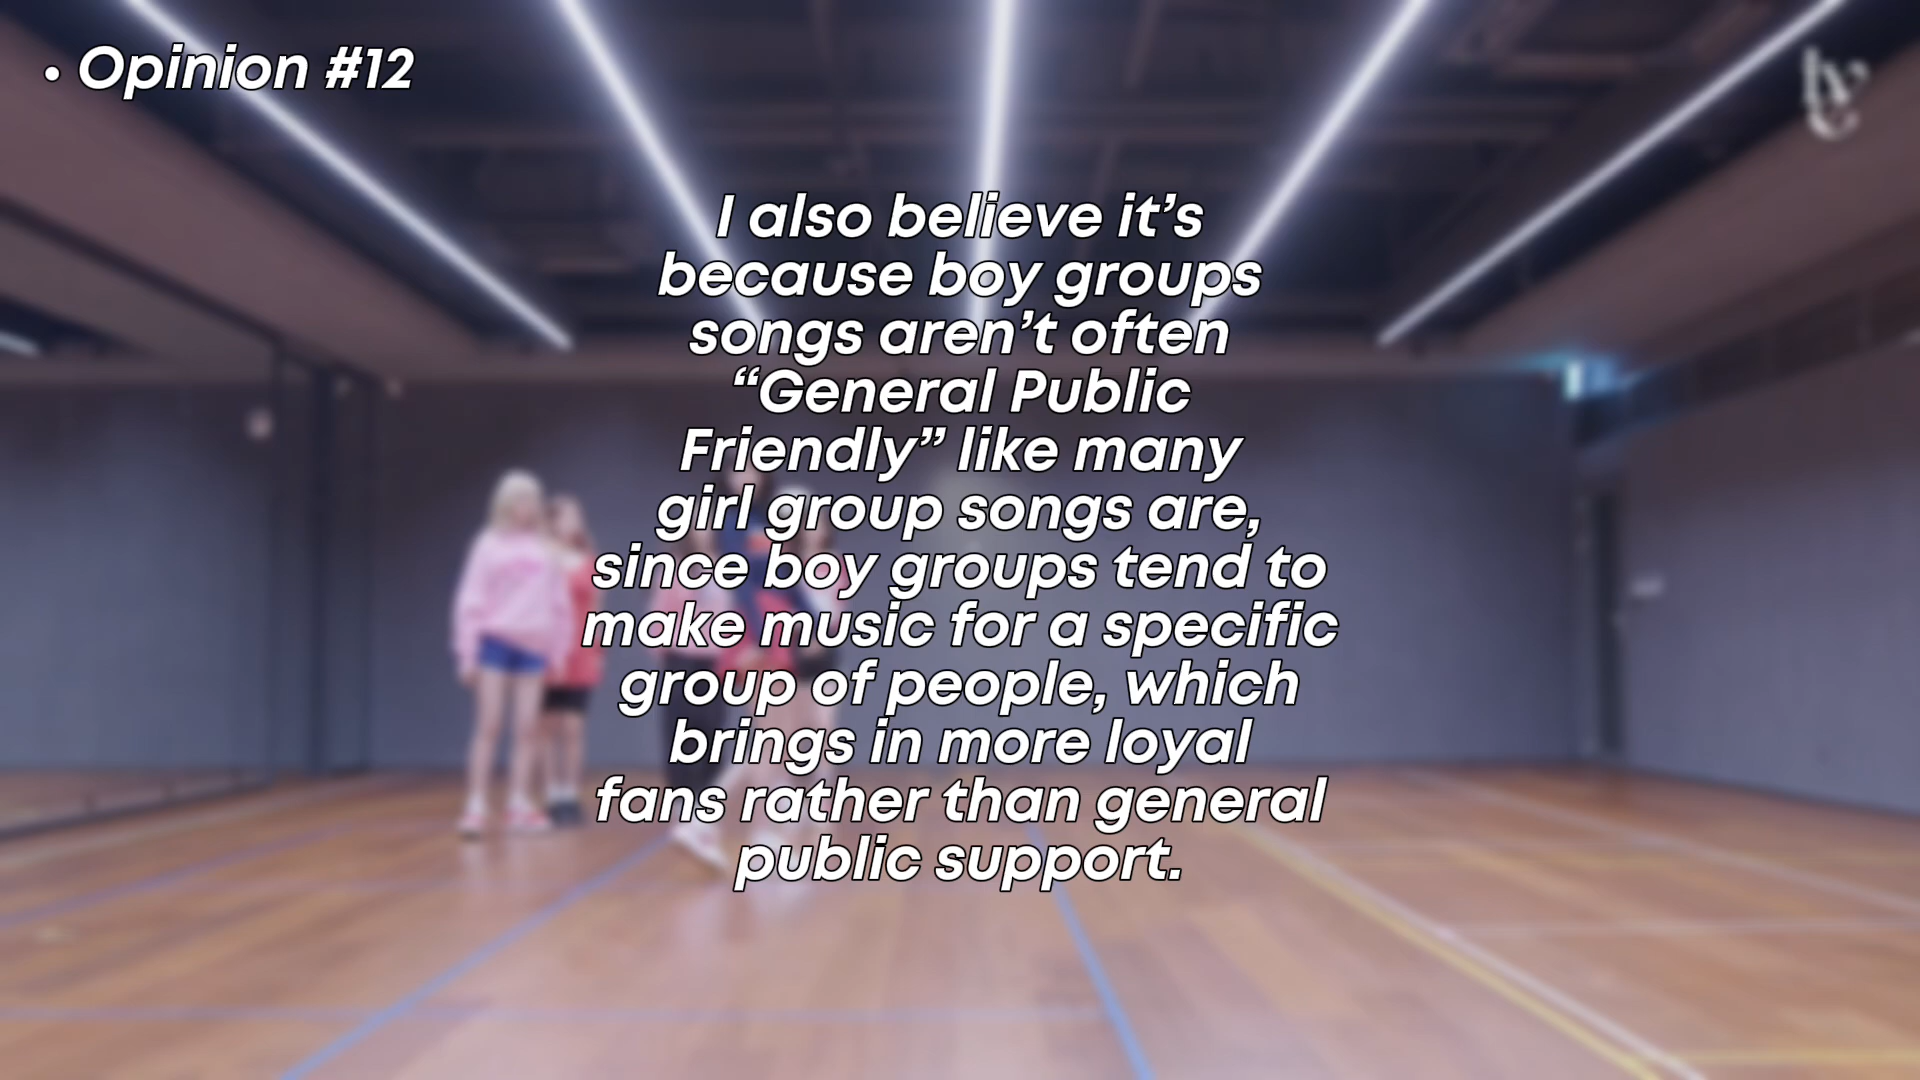 • Opinion #12
I also believe it’s
because boy groups
songs aren’t often
“General Public
Friendly” like many
girl group songs are,
since boy groups tend to
make music for a specific
group of people, which
brings in more loyal
fans rather than general
public support.